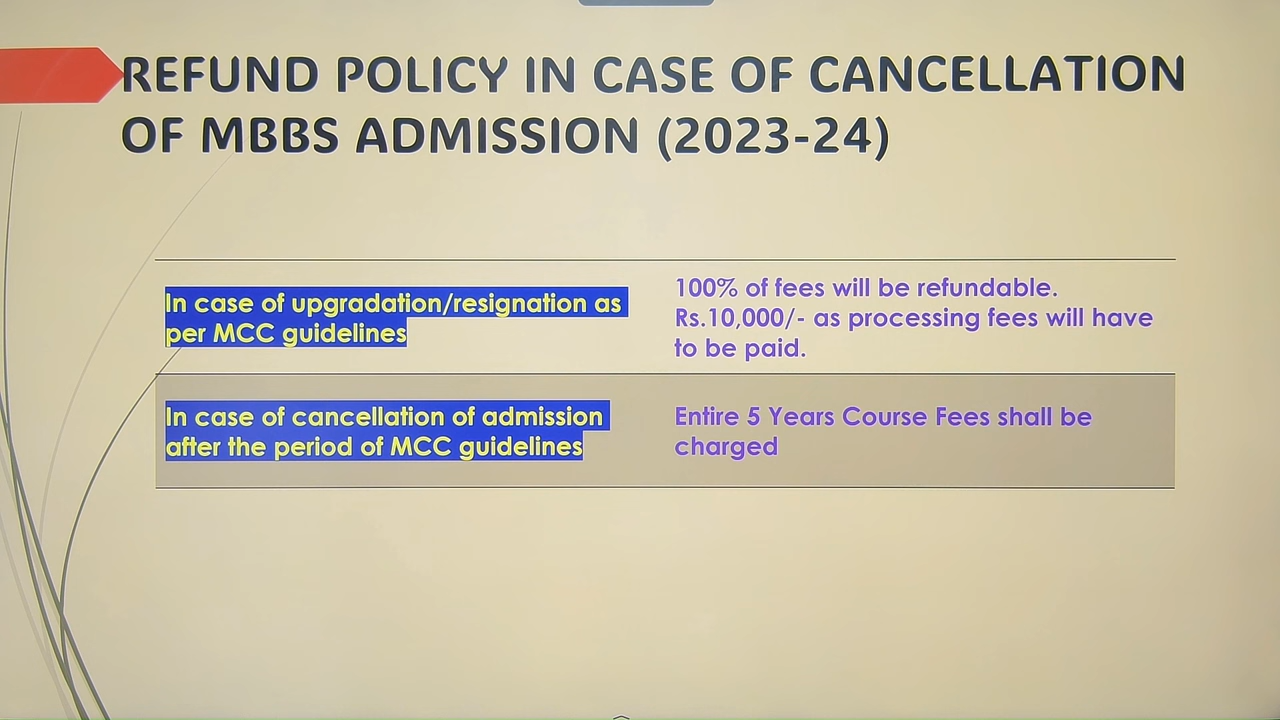 REFUND POLICY IN CASE OF CANCELLATION
OF MBBS ADMISSION (2023-24)
In case of upgradation/resignation as
per MCC guidelines
100% of fees will be refundable.
Rs.10,000/- as processing fees will have
to be paid.
In case of cancellation of admission
after the period of MCC guidelines
Entire 5 Years Course Fees shall be
charged